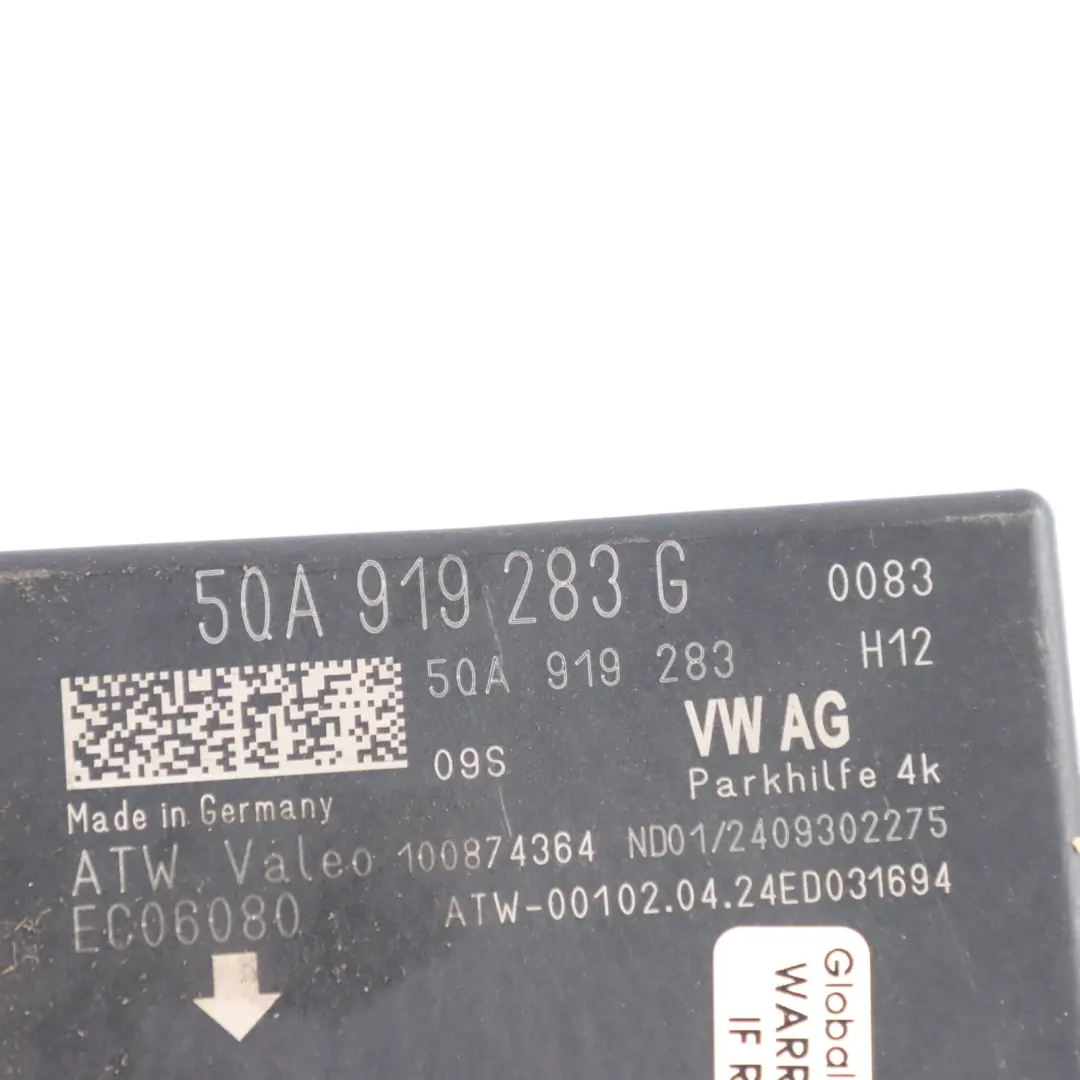 5QA 919 283 G
0083
5QA 919 283
H12
09S
VW AG
Parkhilfe 4k
Made in Germany
ATW Valeo 100874364 ND01/2409302275
EC06080
ATW-00102.04.24ED031694
Global
WARR
IF R